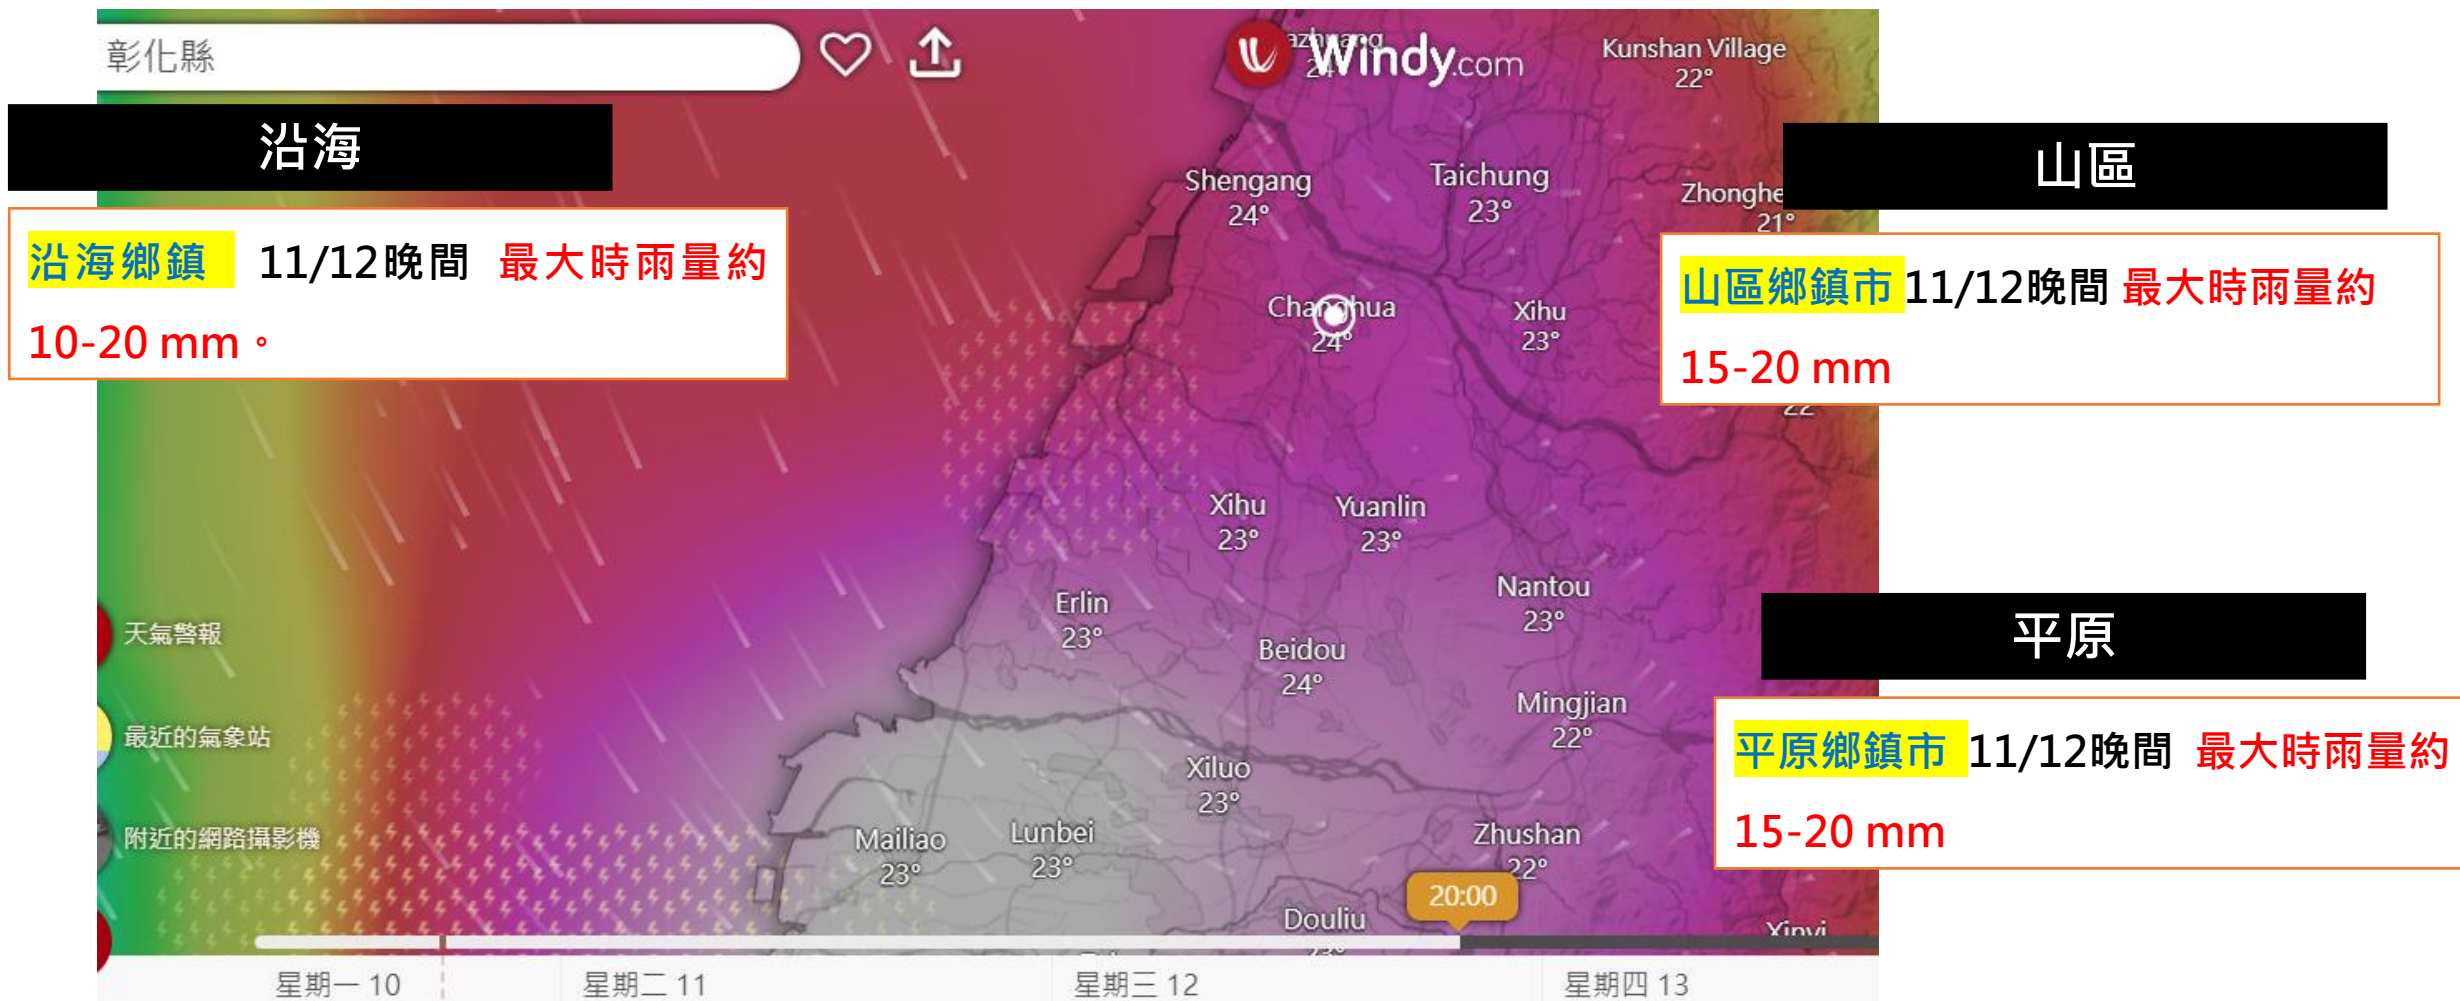 彰化縣
Windy.com
Kunshan Village
22°
沿海
沿海鄉鎮 11/12晚間 最大時雨量約
10-20 mm。
山區
山區鄉鎮市 11/12晚間 最大時雨量約
15-20 mm
Shengang
24°
Taichung
23°
21°
Changhua
24°
Xihu
23°
22
Xihu
23°
Yuanlin
23°
Erlin
23°
Nantou
23°
Beidou
24°
Mingjian
22°
平原
平原鄉鎮市 11/12晚間 最大時雨量約
15-20 mm
天氣警報
最近的氣象站
附近的網路攝影機
Xiluo
23°
Mailiao
23°
Lunbei
23°
Zhushan
22°
20:00
Douliu
23°
Xinyi
星期一 10
星期二 11
星期三 12
星期四 13